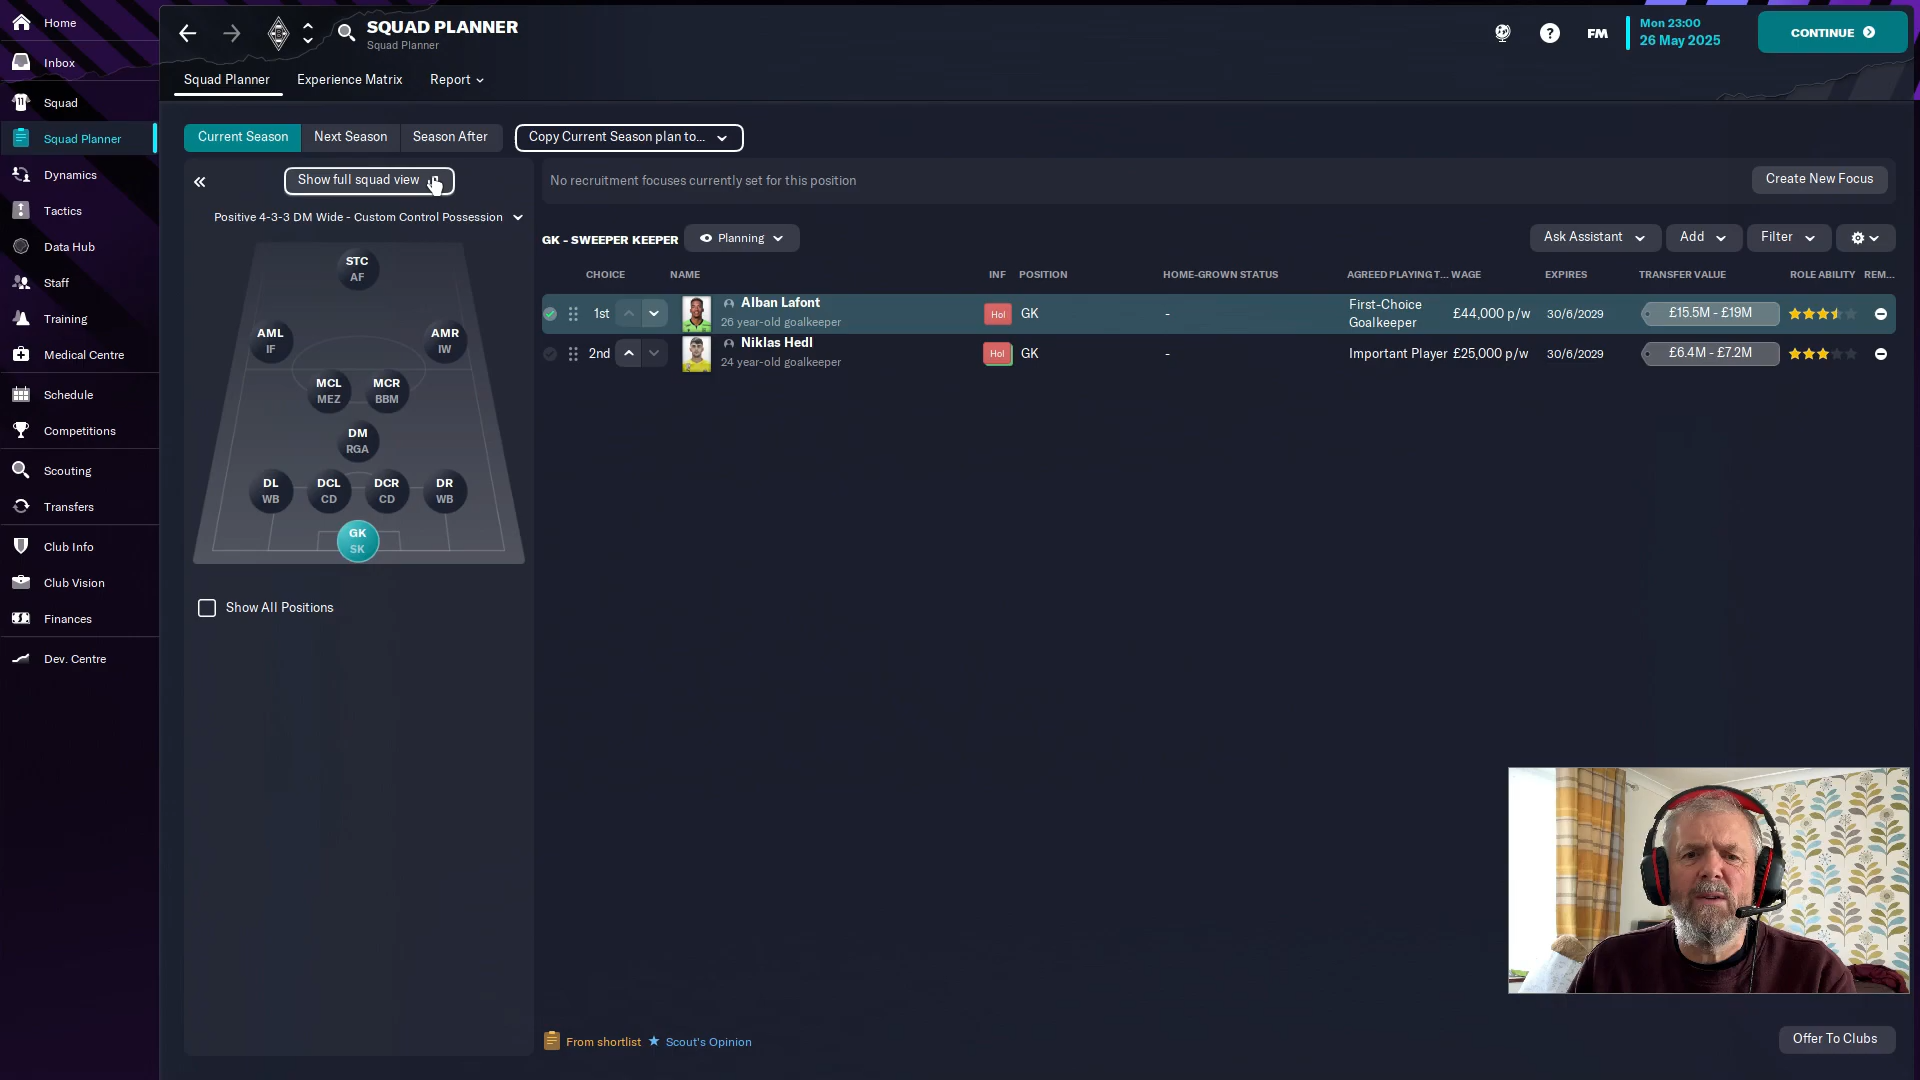 Home
Inbox
Squad
Squad Planner
Dynamics
Tactics
Data Hub
Staff
Training
Medical Centre
Schedule
Competitions
Scouting
Transfers
Club Info
Club Vision
Finances
Dev. Centre
SQUAD PLANNER
Squad Planner
FM
Mon 23:00
26 May 2025
CONTINUE
Squad Planner
Experience Matrix
Report
Current Season
Next Season
Season After
Copy Current Season plan to...
Show full squad view
Positive 4-3-3 DM Wide - Custom Control Possession
STC
AF
AML
IF
AMR
IW
MCL
MEZ
MCR
BBM
DM
RGA
DL
WB
DCL
CD
DCR
CD
DR
WB
GK
SK
Show All Positions
No recruitment focuses currently set for this position
Create New Focus
GK - SWEEPER KEEPER
Planning
Ask Assistant
Add
Filter
CHOICE NAME INF POSITION HOME-GROWN STATUS AGREED PLAYING T... WAGE EXPIRES TRANSFER VALUE ROLE ABILITY REM...
1st Alban Lafont
26 year-old goalkeeper
Hol GK - First-Choice Goalkeeper £44,000 p/w 30/6/2029 £15.5M - £19M
2nd Niklas Hedl
24 year-old goalkeeper
Hol GK - Important Player £25,000 p/w 30/6/2029 £6.4M - £7.2M
From shortlist
Scout's Opinion
Offer To Clubs